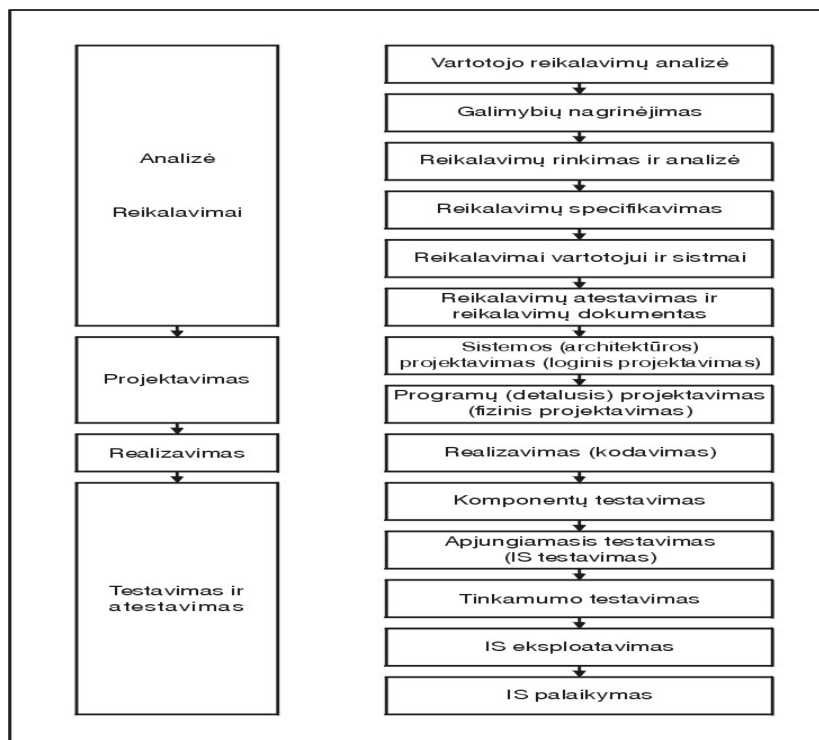 Analizė
Reikalavimai
Projektavimas
Realizavimas
Testavimas ir
atestavimas
Vartotojo reikalavimų analizė
Galimybių nagrinėjimas
Reikalavimų rinkimas ir analizė
Reikalavimų specifikavimas
Reikalavimai vartotojui ir sistmai
Reikalavimų atestavimas ir
reikalavimų dokumentas
Sistemos (architektūros)
projektavimas (loginis projektavimas)
Programų (detalusis) projektavimas
(fizinis projektavimas)
Realizavimas (kodavimas)
Komponentų testavimas
Apjungiamasis testavimas
(IS testavimas)
Tinkamumo testavimas
IS eksploatavimas
IS palaikymas